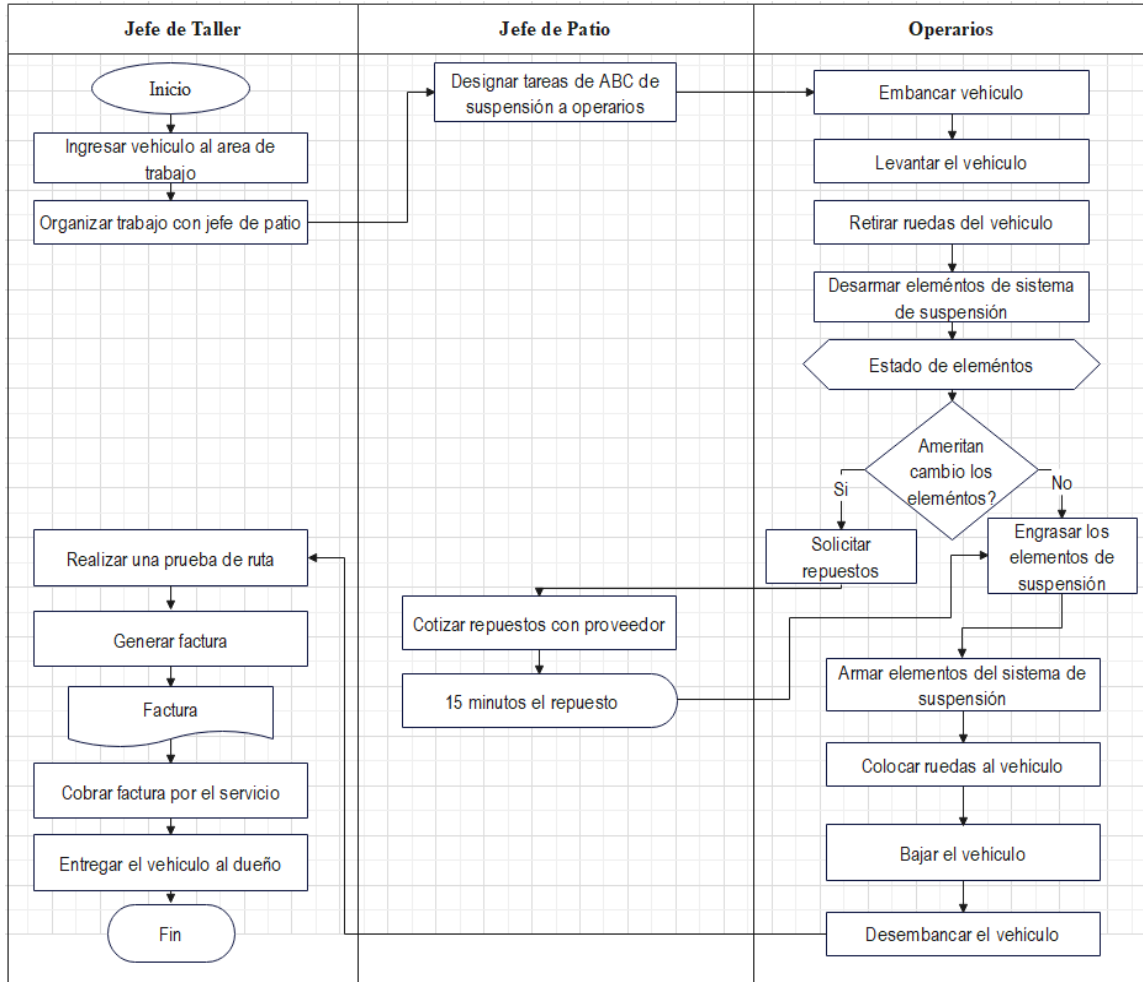 Jefe de Taller
Jefe de Patio
Operarios
Inicio
Ingresar vehiculo al area de
trabajo
Organizar trabajo con jefe de patio
Designar tareas de ABC de
suspensión a operarios
Embancar vehiculo
Levantar el vehiculo
Retirar ruedas del vehiculo
Desarmar eleméntos de sistema
de suspensión
Estado de eleméntos
Ameritan
cambio los
eleméntos?
Si
No
Solicitar
repuestos
Engrasar los
elementos de
suspensión
Cotizar repuestos con proveedor
15 minutos el repuesto
Armar elementos del sistema de
suspensión
Colocar ruedas al vehiculo
Bajar el vehiculo
Desembancar el vehiculo
Realizar una prueba de ruta
Generar factura
Factura
Cobrar factura por el servicio
Entregar el vehiculo al dueño
Fin